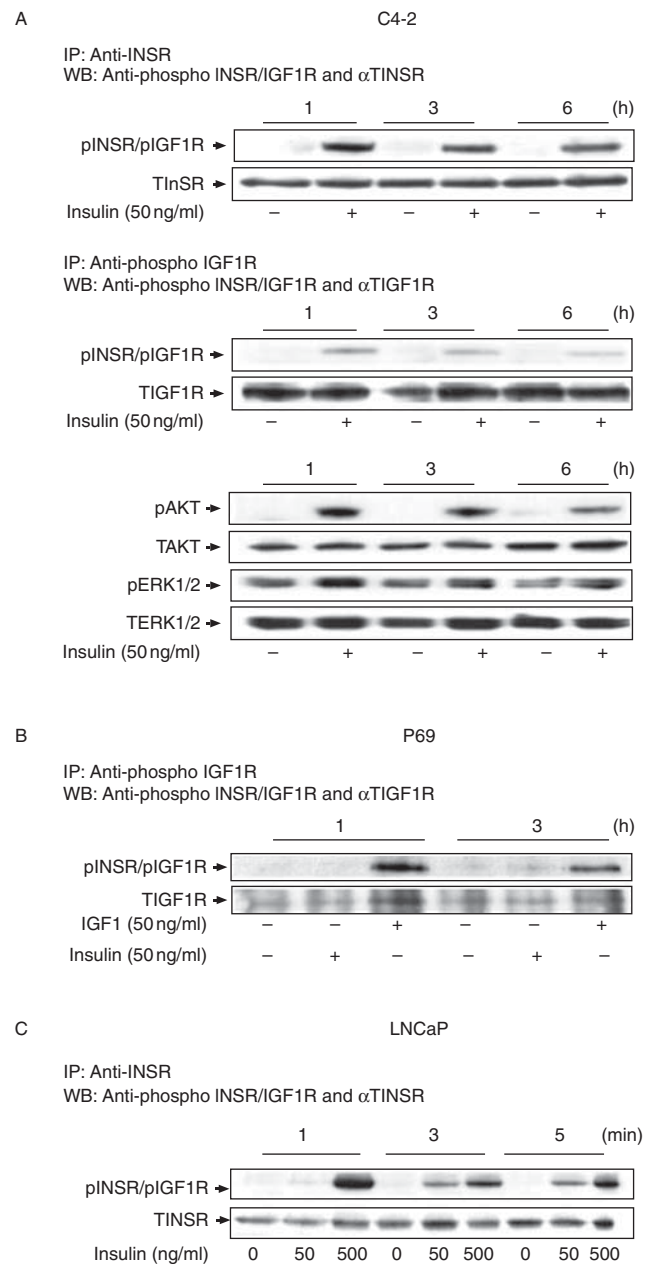 A C4-2
IP: Anti-INSR
WB: Anti-phospho INSR/IGF1R and αTINSR
1 3 6 (h)
pINSR/pIGF1R
TInSR
Insulin (50 ng/ml) – + – + – +
IP: Anti-phospho IGF1R
WB: Anti-phospho INSR/IGF1R and αTIGF1R
1 3 6 (h)
pINSR/pIGF1R
TIGF1R
Insulin (50 ng/ml) – + – + – +
1 3 6 (h)
pAKT
TAKT
pERK1/2
TERK1/2
Insulin (50 ng/ml) – + – + – +
B P69
IP: Anti-phospho IGF1R
WB: Anti-phospho INSR/IGF1R and αTIGF1R
1 3 (h)
pINSR/pIGF1R
TIGF1R
IGF1 (50 ng/ml) – – + – – +
Insulin (50 ng/ml) – + – – + –
C LNCaP
IP: Anti-INSR
WB: Anti-phospho INSR/IGF1R and αTINSR
1 3 5 (min)
pINSR/pIGF1R
TINSR
Insulin (ng/ml) 0 50 500 0 50 500 0 50 500